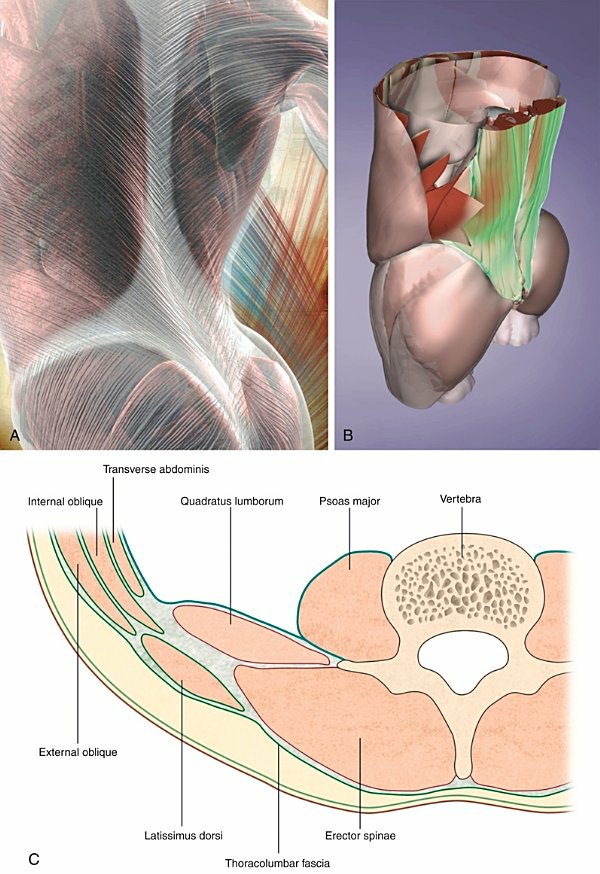 A
B
Transverse abdominis
Internal oblique
Quadratus lumborum
Psoas major
Vertebra
External oblique
Latissimus dorsi
Erector spinae
Thoracolumbar fascia
C